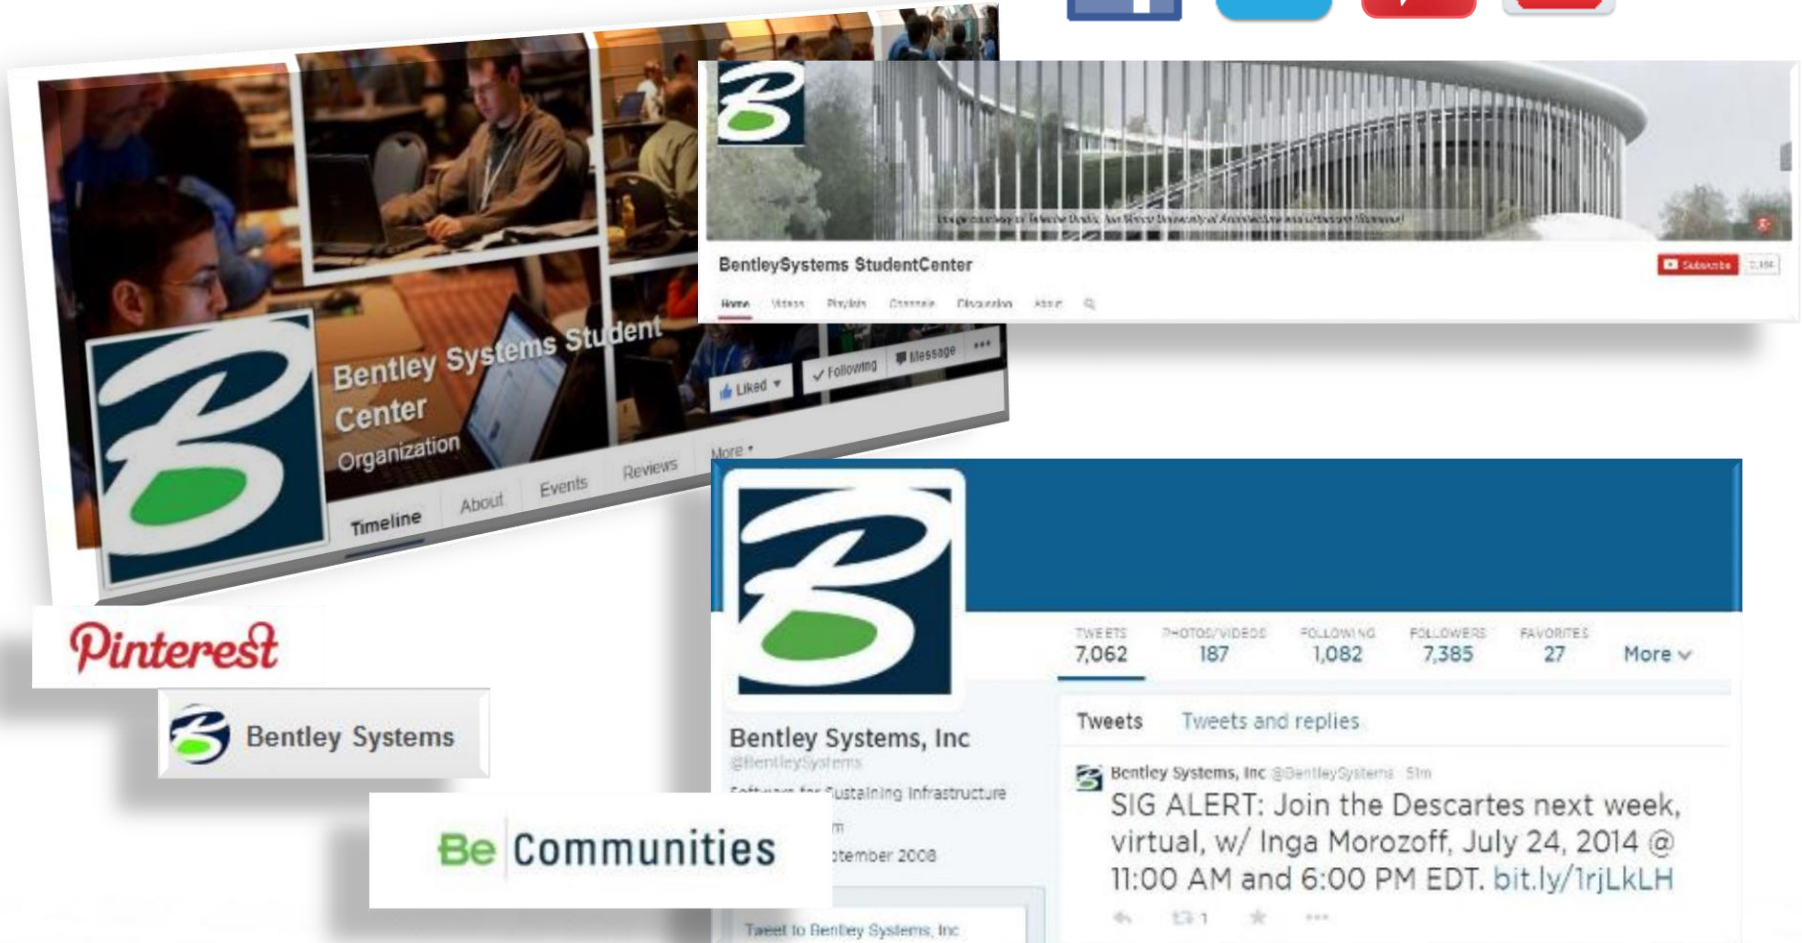 Bentley Systems Student
Center
Organization
Liked
Following
Message
Timeline
About
Events
Reviews
More
BentleySystems StudentCenter
Subscribe
Home
Videos
Playlists
Channels
Discussion
About
Pinterest
Bentley Systems
Be Communities
TWEETS
7,062
PHOTOS/VIDEOS
187
FOLLOWING
1,082
FOLLOWERS
7,385
FAVORITES
27
More
Bentley Systems, Inc
@BentleySystems
Sustaining Infrastructure
2008
Tweet to Bentley Systems, Inc
Tweets
Tweets and replies
Bentley Systems, Inc @BentleySystems 51m
SIG ALERT: Join the Descartes next week,
virtual, w/ Inga Morozoff, July 24, 2014 @
11:00 AM and 6:00 PM EDT. bit.ly/1rjLkLH
1